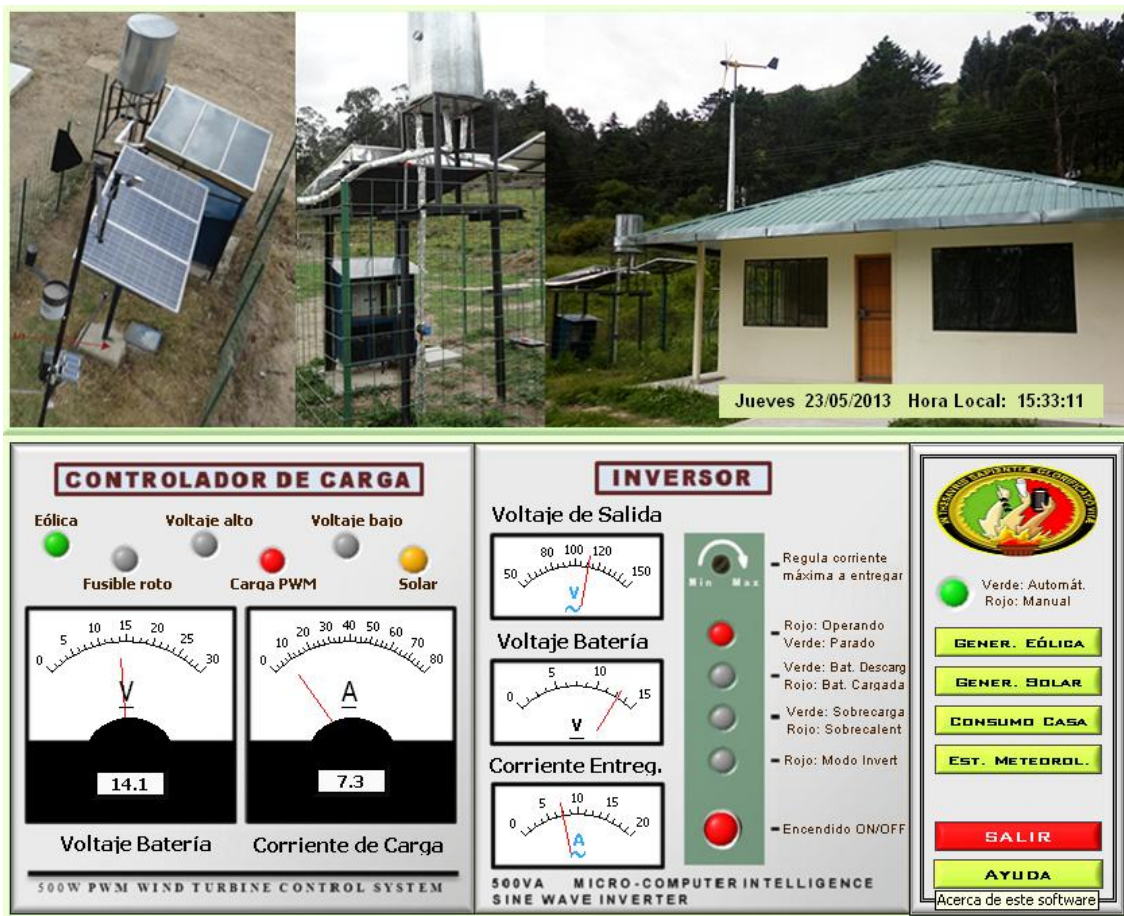 Jueves 23/05/2013 Hora Local: 15:33:11
CONTROLADOR DE CARGA
Eólica
Voltaje alto
Voltaje bajo
Fusible roto
Carga PWM
Solar
0 5 10 15 20 25 30
V
14.1
Voltaje Batería
0 10 20 30 40 50 60 70 80
A
7.3
Corriente de Carga
500W PWM WIND TURBINE CONTROL SYSTEM
INVERSOR
Voltaje de Salida
50 80 100 120 150
V
Voltaje Batería
0 5 10 15
V
Corriente Entreg.
0 5 10 15 20
A
Min Max
Regula corriente
máxima a entregar
Rojo: Operando
Verde: Parado
Verde: Bat. Descarg
Rojo: Bat. Cargada
Verde: Sobrecarga
Rojo: Sobrecalent
Rojo: Modo Invert
Encendido ON/OFF
500VA MICRO-COMPUTER INTELLIGENCE
SINE WAVE INVERTER
IN THESAURIS SAPIENTIÆ GLORIFICATIO VITÆ
Verde: Automát.
Rojo: Manual
GENER. EÓLICA
GENER. SOLAR
CONSUMO CASA
EST. METEOROL.
SALIR
AYUDA
Acerca de este software